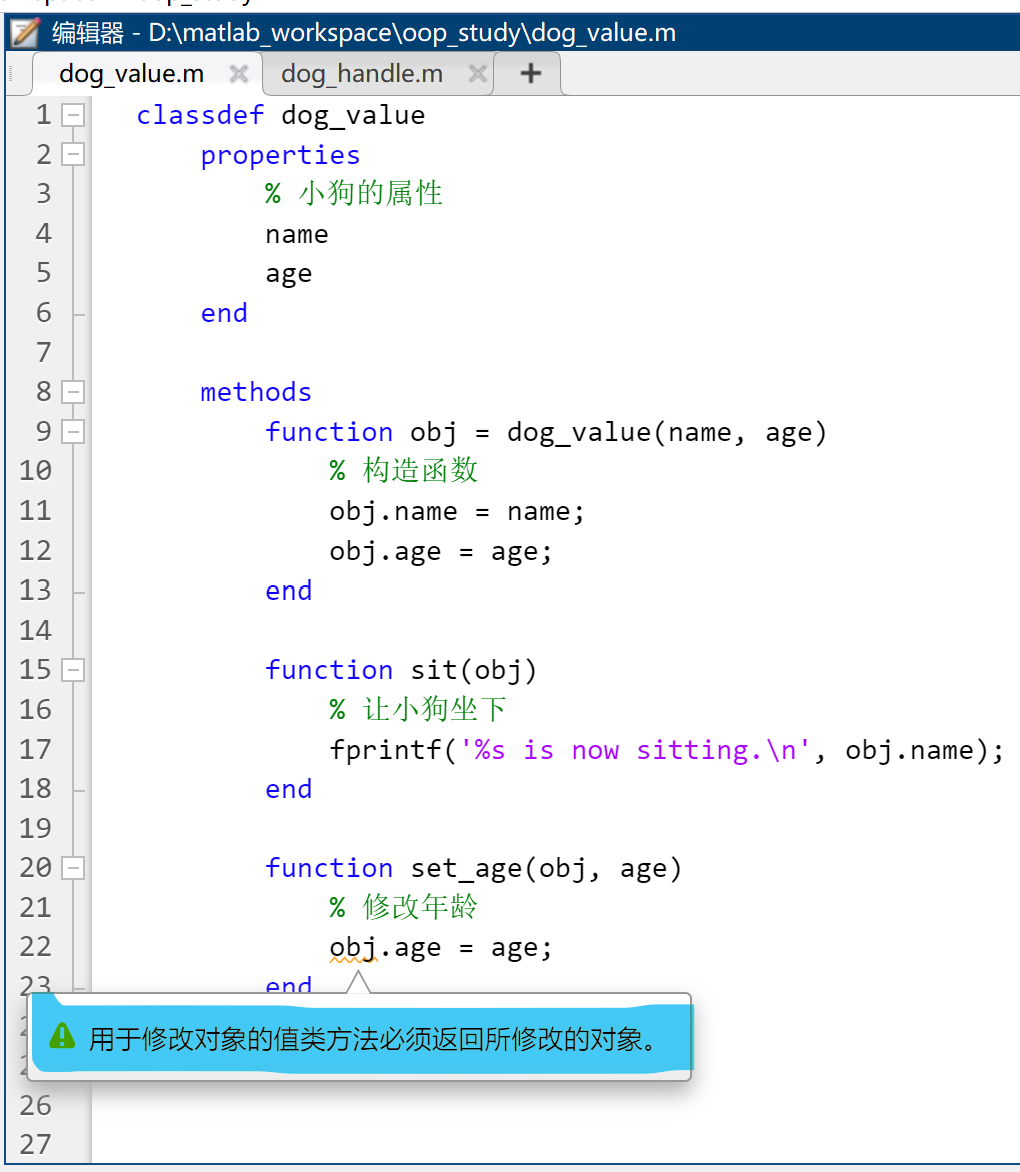 编辑器 - D:\matlab_workspace\oop_study\dog_value.m
dog_value.m dog_handle.m
1 classdef dog_value
2 properties
3 % 小狗的属性
4 name
5 age
6 end
7
8 methods
9 function obj = dog_value(name, age)
10 % 构造函数
11 obj.name = name;
12 obj.age = age;
13 end
14
15 function sit(obj)
16 % 让小狗坐下
17 fprintf('%s is now sitting.\n', obj.name);
18 end
19
20 function set_age(obj, age)
21 % 修改年龄
22 obj.age = age;
23 end
用于修改对象的值类方法必须返回所修改的对象。
26
27